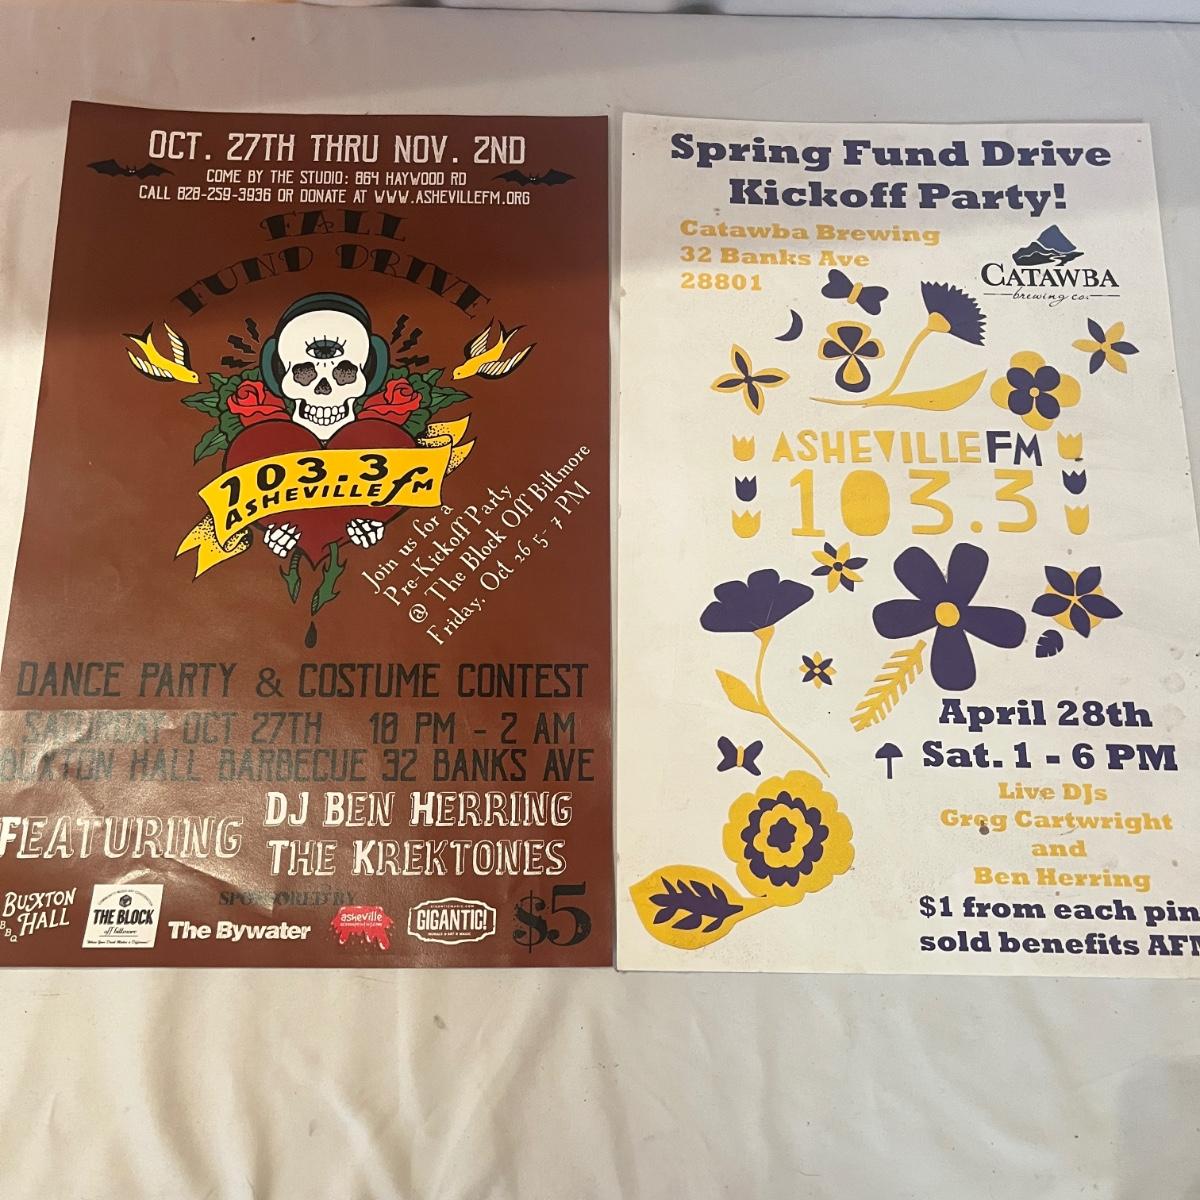 OCT. 27TH THRU NOV. 2ND
COME BY THE STUDIO: 864 HAYWOOD RD
CALL 828-259-3936 OR DONATE AT WWW.ASHEVILLEFM.ORG
FALL
FUND DRIVE
103.3
ASHEVILLE fM
Join us for a
Pre-Kickoff Party
@ The Block Off Biltmore
Friday, Oct 26 5-7 PM
DANCE PARTY & COSTUME CONTEST
SATURDAY OCT 27TH 10 PM - 2 AM
BUXTON HALL BARBECUE 32 BANKS AVE
FEATURING
DJ BEN HERRING
THE KREKTONES
SPONSORED BY
BUXTON
HALL
BBQ
THE BLOCK
off biltmore
The Bywater
asheville
GIGANTIC!
$5
Spring Fund Drive
Kickoff Party!
Catawba Brewing
32 Banks Ave
28801
CATAWBA
brewing co.
ASHEVILLEFM
103.3
April 28th
Sat. 1 - 6 PM
Live DJs
Greg Cartwright
and
Ben Herring
$1 from each pin
sold benefits AFM